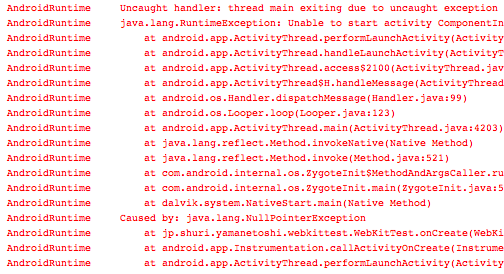 AndroidRuntime Uncaught handler: thread main exiting due to uncaught exception
AndroidRuntime java.lang.RuntimeException: Unable to start activity ComponentIn
AndroidRuntime at android.app.ActivityThread.performLaunchActivity(Activity
AndroidRuntime at android.app.ActivityThread.handleLaunchActivity(ActivityT
AndroidRuntime at android.app.ActivityThread.access$2100(ActivityThread.jav
AndroidRuntime at android.app.ActivityThread$H.handleMessage(ActivityThread
AndroidRuntime at android.os.Handler.dispatchMessage(Handler.java:99)
AndroidRuntime at android.os.Looper.loop(Looper.java:123)
AndroidRuntime at android.app.ActivityThread.main(ActivityThread.java:4203)
AndroidRuntime at java.lang.reflect.Method.invokeNative(Native Method)
AndroidRuntime at java.lang.reflect.Method.invoke(Method.java:521)
AndroidRuntime at com.android.internal.os.ZygoteInit$MethodAndArgsCaller.ru
AndroidRuntime at com.android.internal.os.ZygoteInit.main(ZygoteInit.java:5
AndroidRuntime at dalvik.system.NativeStart.main(Native Method)
AndroidRuntime Caused by: java.lang.NullPointerException
AndroidRuntime at jp.shuri.yamanetoshi.webkittest.WebKitTest.onCreate(WebKi
AndroidRuntime at android.app.Instrumentation.callActivityOnCreate(Instrume
AndroidRuntime at android.app.ActivityThread.performLaunchActivity(Activity